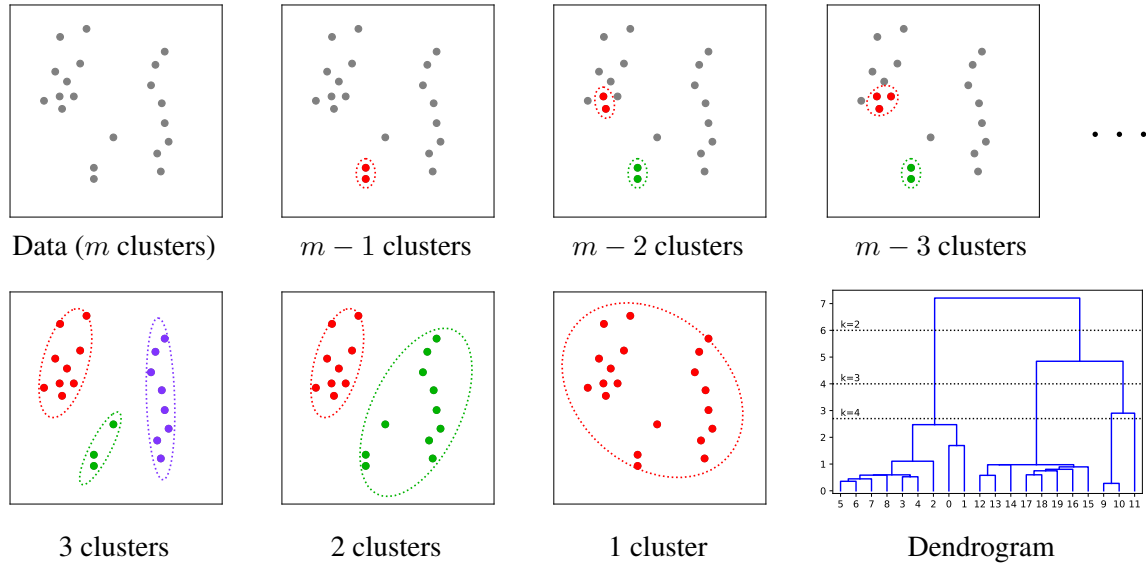 Data (m clusters)
m − 1 clusters
m − 2 clusters
m − 3 clusters
. . .
7
6
5
4
3
2
1
0
k=2
k=3
k=4
5 6 7 8 3 4 2 0 1 12 13 14 17 18 19 16 15 9 10 11
3 clusters
2 clusters
1 cluster
Dendrogram